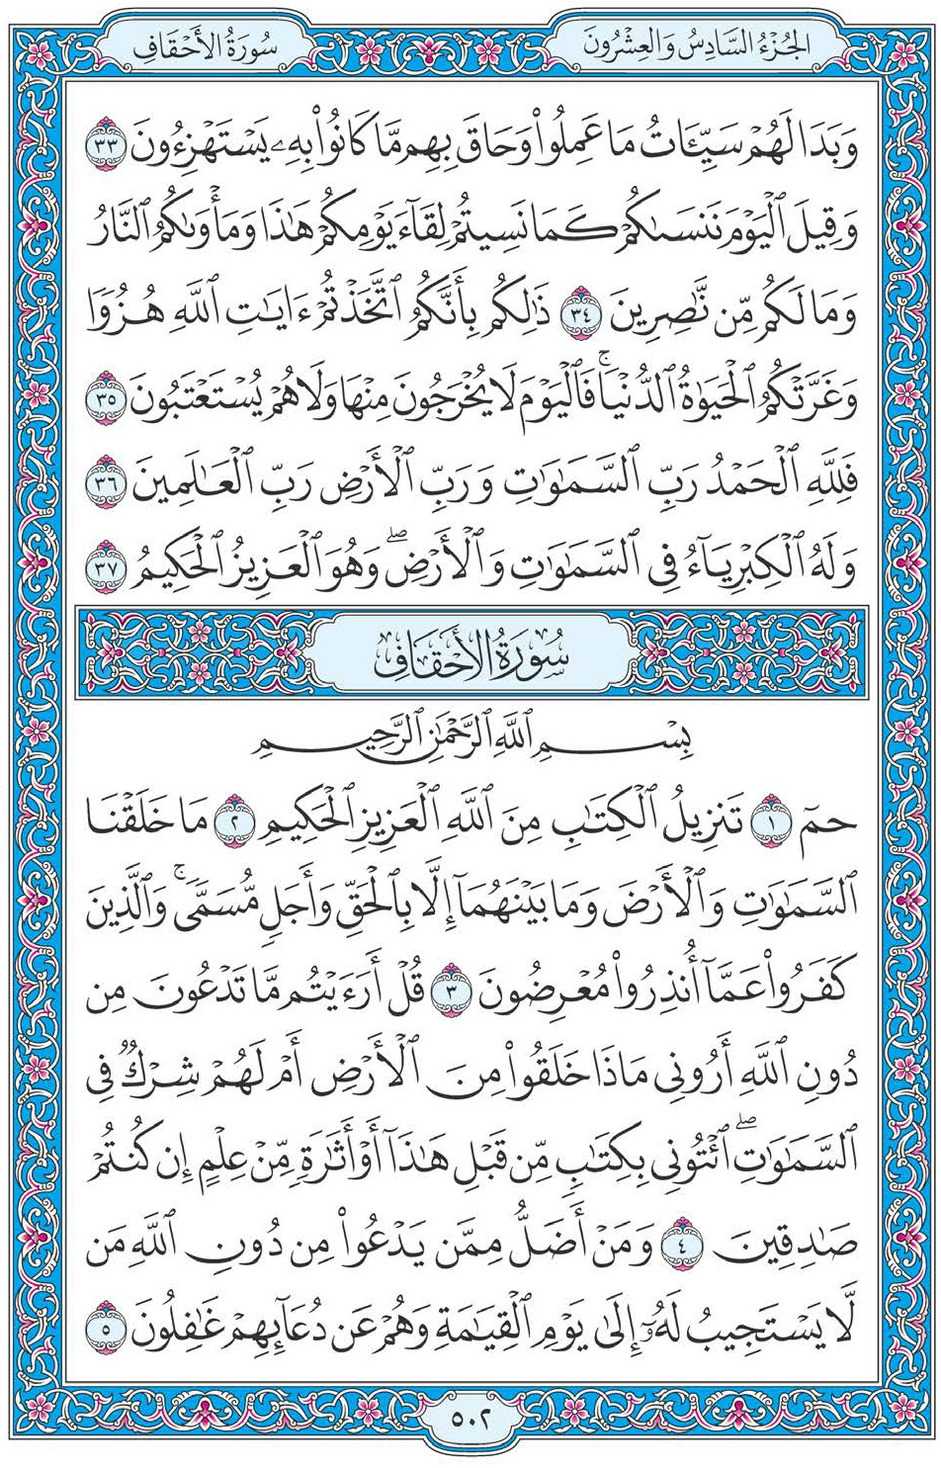 الجُزْءُ السَّادِسُ وَالعِشْرُونَ
سُورَةُ الأَحْقَافِ
وَبَدَا لَهُمْ سَيِّـَٔاتُ مَا عَمِلُوا۟ وَحَاقَ بِهِم مَّا كَانُوا۟ بِهِۦ يَسْتَهْزِءُونَ ٣٣
وَقِيلَ ٱلْيَوْمَ نَنسَىٰكُمْ كَمَا نَسِيتُمْ لِقَآءَ يَوْمِكُمْ هَـٰذَا وَمَأْوَىٰكُمُ ٱلنَّارُ
وَمَا لَكُم مِّن نَّـٰصِرِينَ ٣٤ ذَٰلِكُم بِأَنَّكُمُ ٱتَّخَذْتُمْ ءَايَـٰتِ ٱللَّهِ هُزُوًا
وَغَرَّتْكُمُ ٱلْحَيَوٰةُ ٱلدُّنْيَا ۚ فَٱلْيَوْمَ لَا يُخْرَجُونَ مِنْهَا وَلَا هُمْ يُسْتَعْتَبُونَ ٣٥
فَلِلَّهِ ٱلْحَمْدُ رَبِّ ٱلسَّمَـٰوَٰتِ وَرَبِّ ٱلْأَرْضِ رَبِّ ٱلْعَـٰلَمِينَ ٣٦
وَلَهُ ٱلْكِبْرِيَآءُ فِى ٱلسَّمَـٰوَٰتِ وَٱلْأَرْضِ ۖ وَهُوَ ٱلْعَزِيزُ ٱلْحَكِيمُ ٣٧
سُورَةُ الأَحْقَافِ
بِسْمِ ٱللَّهِ ٱلرَّحْمَـٰنِ ٱلرَّحِيمِ
حمٓ ١ تَنزِيلُ ٱلْكِتَـٰبِ مِنَ ٱللَّهِ ٱلْعَزِيزِ ٱلْحَكِيمِ ٢ مَا خَلَقْنَا
ٱلسَّمَـٰوَٰتِ وَٱلْأَرْضَ وَمَا بَيْنَهُمَآ إِلَّا بِٱلْحَقِّ وَأَجَلٍ مُّسَمًّى ۚ وَٱلَّذِينَ
كَفَرُوا۟ عَمَّآ أُنذِرُوا۟ مُعْرِضُونَ ٣ قُلْ أَرَءَيْتُم مَّا تَدْعُونَ مِن
دُونِ ٱللَّهِ أَرُونِى مَاذَا خَلَقُوا۟ مِنَ ٱلْأَرْضِ أَمْ لَهُمْ شِرْكٌ فِى
ٱلسَّمَـٰوَٰتِ ۖ ٱئْتُونِى بِكِتَـٰبٍ مِّن قَبْلِ هَـٰذَآ أَوْ أَثَـٰرَةٍ مِّنْ عِلْمٍ إِن كُنتُمْ
صَـٰدِقِينَ ٤ وَمَنْ أَضَلُّ مِمَّن يَدْعُوا۟ مِن دُونِ ٱللَّهِ مَن
لَّا يَسْتَجِيبُ لَهُۥٓ إِلَىٰ يَوْمِ ٱلْقِيَـٰمَةِ وَهُمْ عَن دُعَآئِهِمْ غَـٰفِلُونَ ٥
٥٠٢